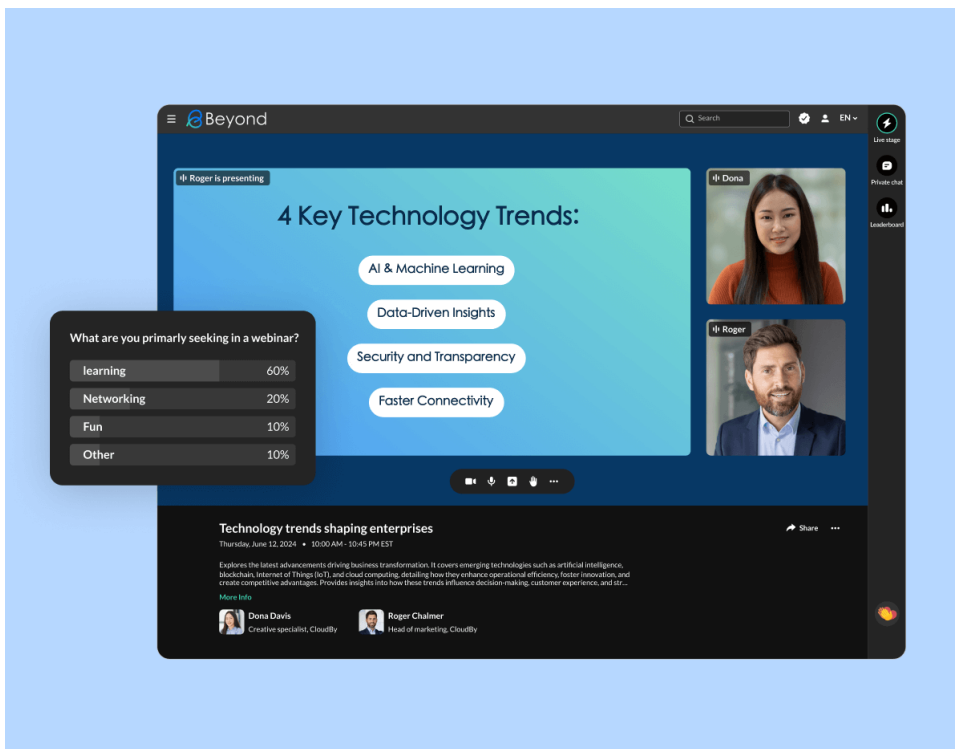 Beyond
Search
EN
Live stage
Private chat
Leaderboard
Roger is presenting
4 Key Technology Trends:
AI & Machine Learning
Data-Driven Insights
Security and Transparency
Faster Connectivity
Dona
Roger
What are you primarly seeking in a webinar?
learning 60%
Networking 20%
Fun 10%
Other 10%
Technology trends shaping enterprises
Share
Thursday, June 12, 2024 • 10:00 AM - 10:45 PM EST
Explores the latest advancements driving business transformation. It covers emerging technologies such as artificial intelligence,
blockchain, Internet of Things (IoT), and cloud computing, detailing how they enhance operational efficiency, foster innovation, and
create competitive advantages. Provides insights into how these trends influence decision-making, customer experience, and str...
More Info
Dona Davis
Creative specialist, CloudBy
Roger Chalmer
Head of marketing, CloudBy